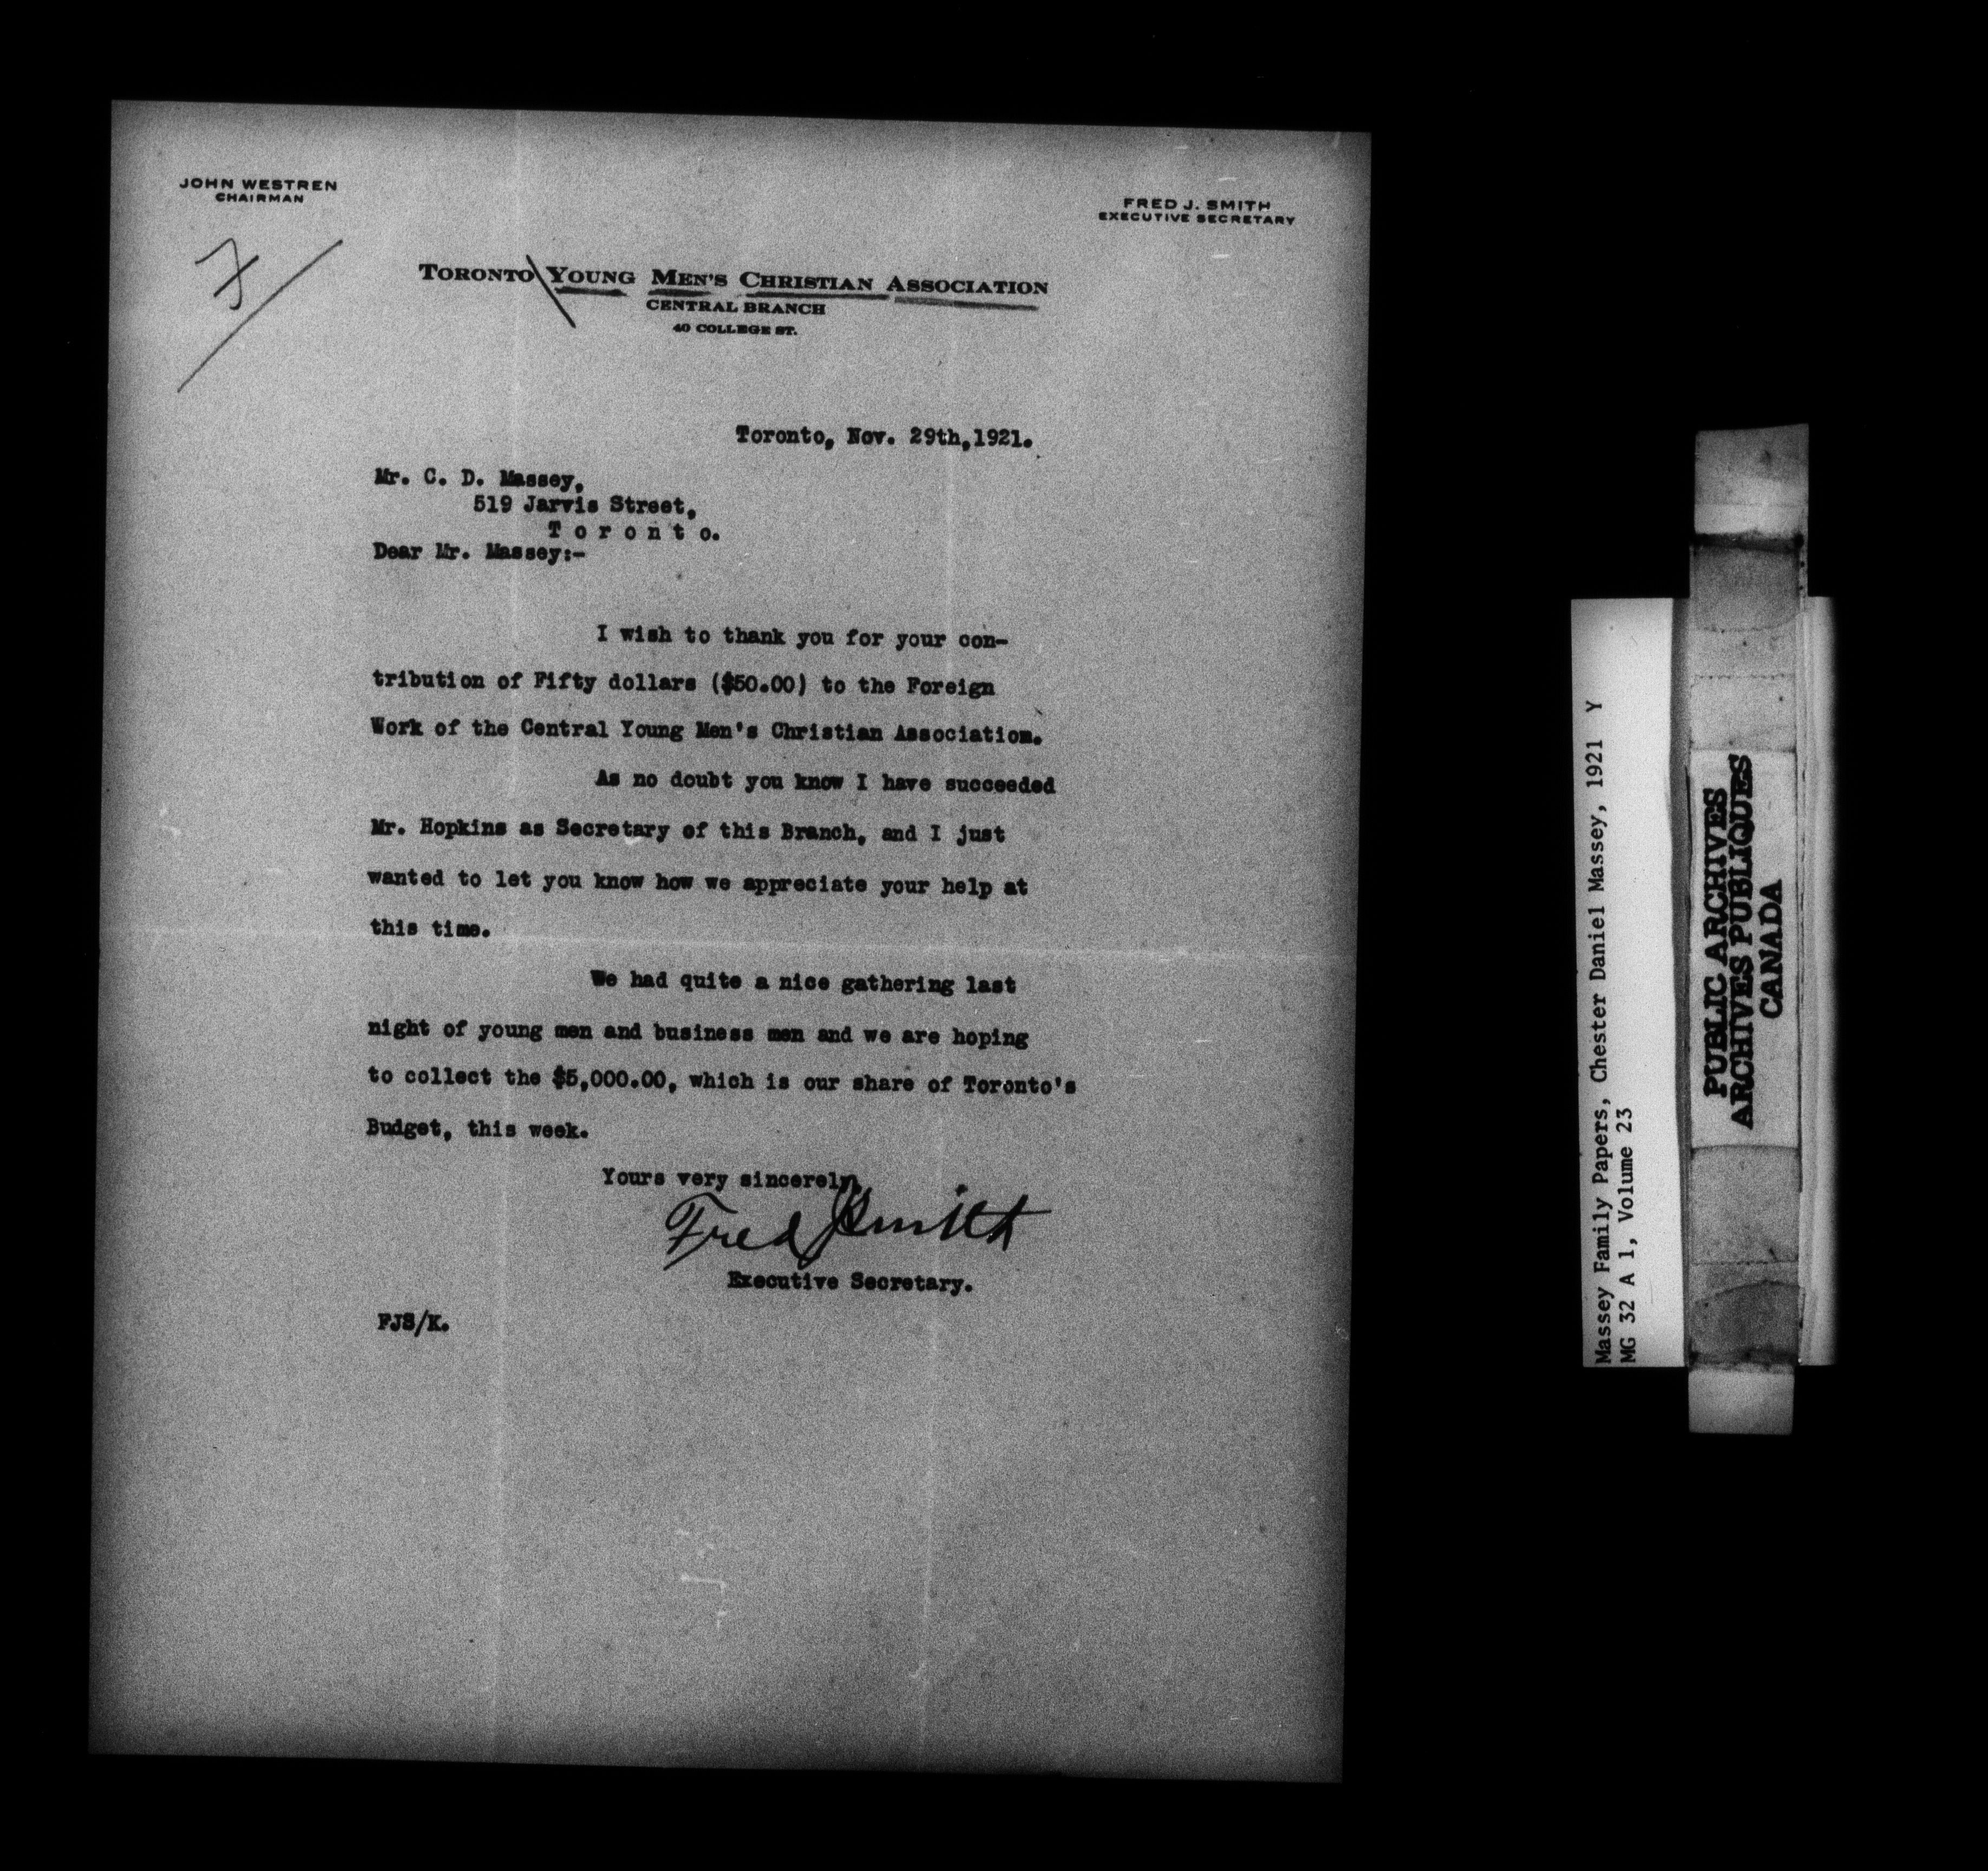 JOHN WESTREN
CHAIRMAN
FRED J. SMITH
EXECUTIVE SECRETARY
F
TORONTO YOUNG MEN'S CHRISTIAN ASSOCIATION
CENTRAL BRANCH
40 COLLEGE ST.
Toronto, Nov. 29th,1921.
Mr. C. D. Massey,
519 Jarvis Street,
T o r o n t o.
Dear Mr. Massey:-
I wish to thank you for your con-
tribution of Fifty dollars ($50.00) to the Foreign
Work of the Central Young Men's Christian Association.
As no doubt you know I have succeeded
Mr. Hopkins as Secretary of this Branch, and I just
wanted to let you know how we appreciate your help at
this time.
We had quite a nice gathering last
night of young men and business men and we are hoping
to collect the $5,000.00, which is our share of Toronto's
Budget, this week.
Yours very sincerely,
Fred J Smith
Executive Secretary.
FJS/K.
Massey Family Papers, Chester Daniel Massey, 1921 Y
MG 32 A 1, Volume 23
PUBLIC ARCHIVES
ARCHIVES PUBLIQUES
CANADA